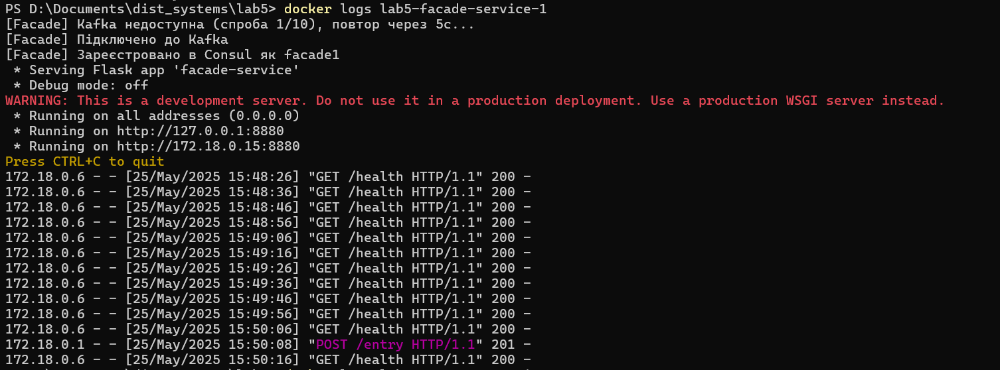 PS D:\Documents\dist_systems\lab5> docker logs lab5-facade-service-1
[Facade] Kafka недоступна (спроба 1/10), повтор через 5с...
[Facade] Підключено до Kafka
[Facade] Зареєстровано в Consul як facade1
 * Serving Flask app 'facade-service'
 * Debug mode: off
WARNING: This is a development server. Do not use it in a production deployment. Use a production WSGI server instead.
 * Running on all addresses (0.0.0.0)
 * Running on http://127.0.0.1:8880
 * Running on http://172.18.0.15:8880
Press CTRL+C to quit
172.18.0.6 - - [25/May/2025 15:48:26] "GET /health HTTP/1.1" 200 -
172.18.0.6 - - [25/May/2025 15:48:36] "GET /health HTTP/1.1" 200 -
172.18.0.6 - - [25/May/2025 15:48:46] "GET /health HTTP/1.1" 200 -
172.18.0.6 - - [25/May/2025 15:48:56] "GET /health HTTP/1.1" 200 -
172.18.0.6 - - [25/May/2025 15:49:06] "GET /health HTTP/1.1" 200 -
172.18.0.6 - - [25/May/2025 15:49:16] "GET /health HTTP/1.1" 200 -
172.18.0.6 - - [25/May/2025 15:49:26] "GET /health HTTP/1.1" 200 -
172.18.0.6 - - [25/May/2025 15:49:36] "GET /health HTTP/1.1" 200 -
172.18.0.6 - - [25/May/2025 15:49:46] "GET /health HTTP/1.1" 200 -
172.18.0.6 - - [25/May/2025 15:49:56] "GET /health HTTP/1.1" 200 -
172.18.0.6 - - [25/May/2025 15:50:06] "GET /health HTTP/1.1" 200 -
172.18.0.1 - - [25/May/2025 15:50:08] "POST /entry HTTP/1.1" 201 -
172.18.0.6 - - [25/May/2025 15:50:16] "GET /health HTTP/1.1" 200 -